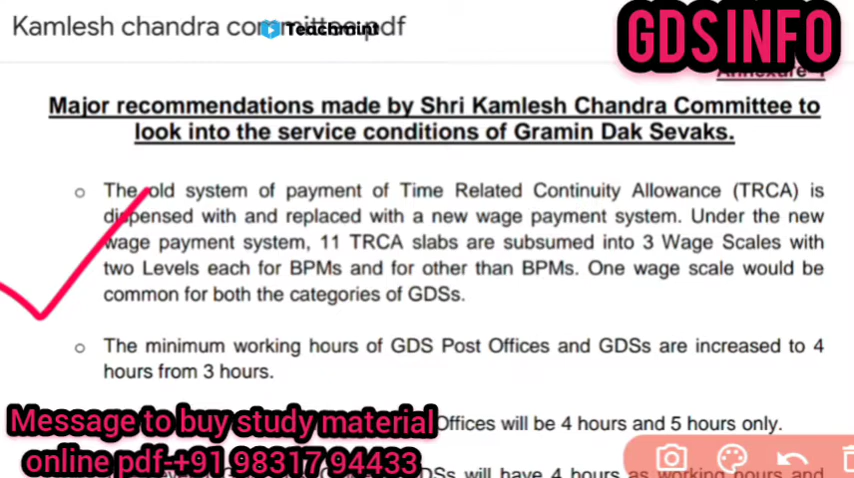 Kamlesh chandra committee.pdf
Teachmint
GDS INFO
Annexure-I
Major recommendations made by Shri Kamlesh Chandra Committee to
look into the service conditions of Gramin Dak Sevaks.
o The old system of payment of Time Related Continuity Allowance (TRCA) is
dispensed with and replaced with a new wage payment system. Under the new
wage payment system, 11 TRCA slabs are subsumed into 3 Wage Scales with
two Levels each for BPMs and for other than BPMs. One wage scale would be
common for both the categories of GDSs.
o The minimum working hours of GDS Post Offices and GDSs are increased to 4
hours from 3 hours.
Offices will be 4 hours and 5 hours only.
will have 4 hours as working hours and
Message to buy study material
online pdf-+91 98317 94433